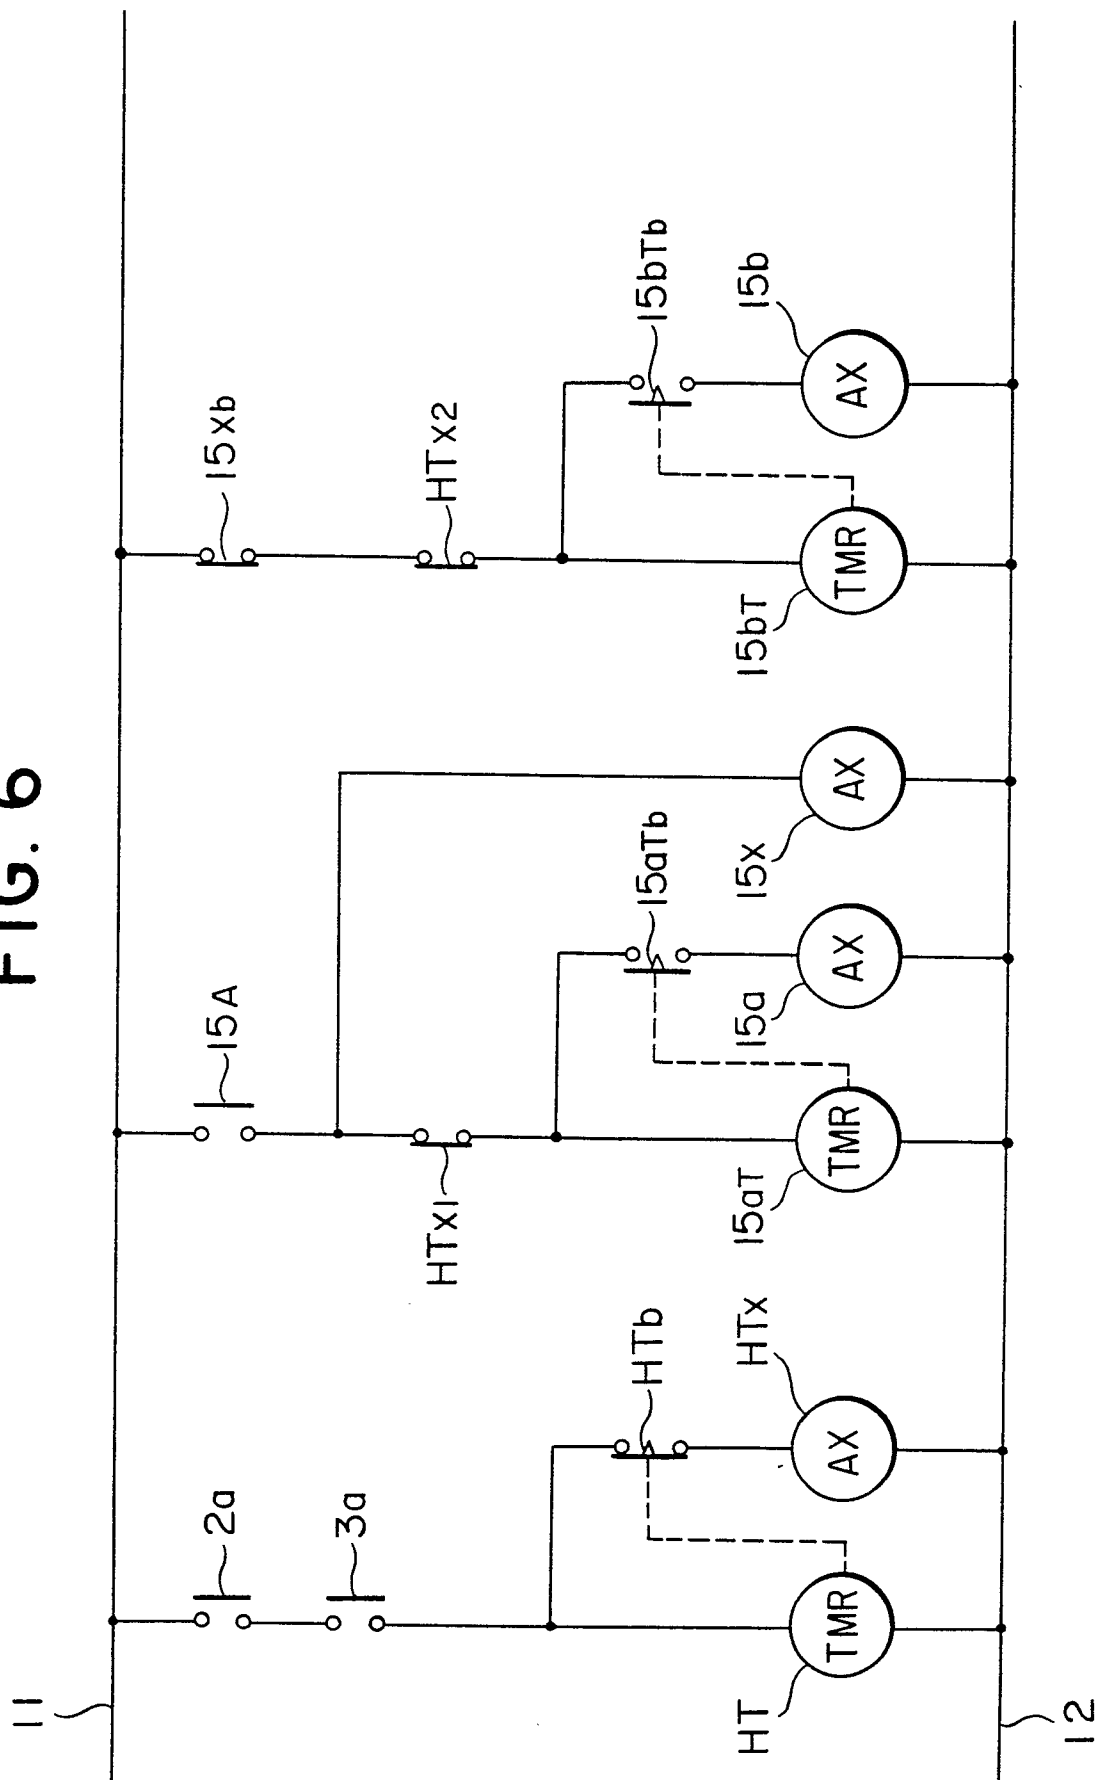 FIG. 6
11
2a
3a
HTb
HTx
HT
TMR
AX
15A
HTx1
15aTb
15a
15x
15aT
TMR
AX
AX
15xb
HTx2
15bTb
15b
15bT
TMR
AX
12